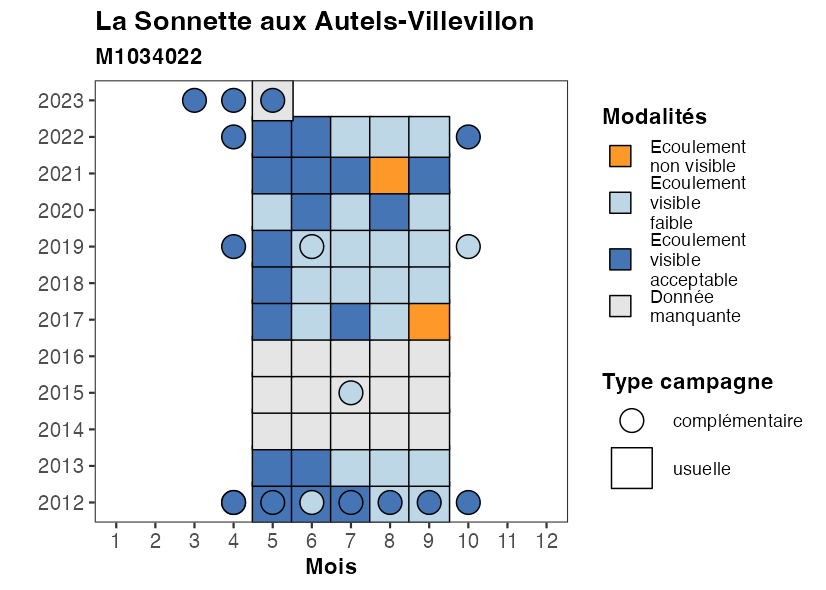 La Sonnette aux Autels-Villevillon
M1034022
2023
2022
2021
2020
2019
2018
2017
2016
2015
2014
2013
2012
1 2 3 4 5 6 7 8 9 10 11 12
Mois
Modalités
Ecoulement
non visible
Ecoulement
visible
faible
Ecoulement
visible
acceptable
Donnée
manquante
Type campagne
complémentaire
usuelle